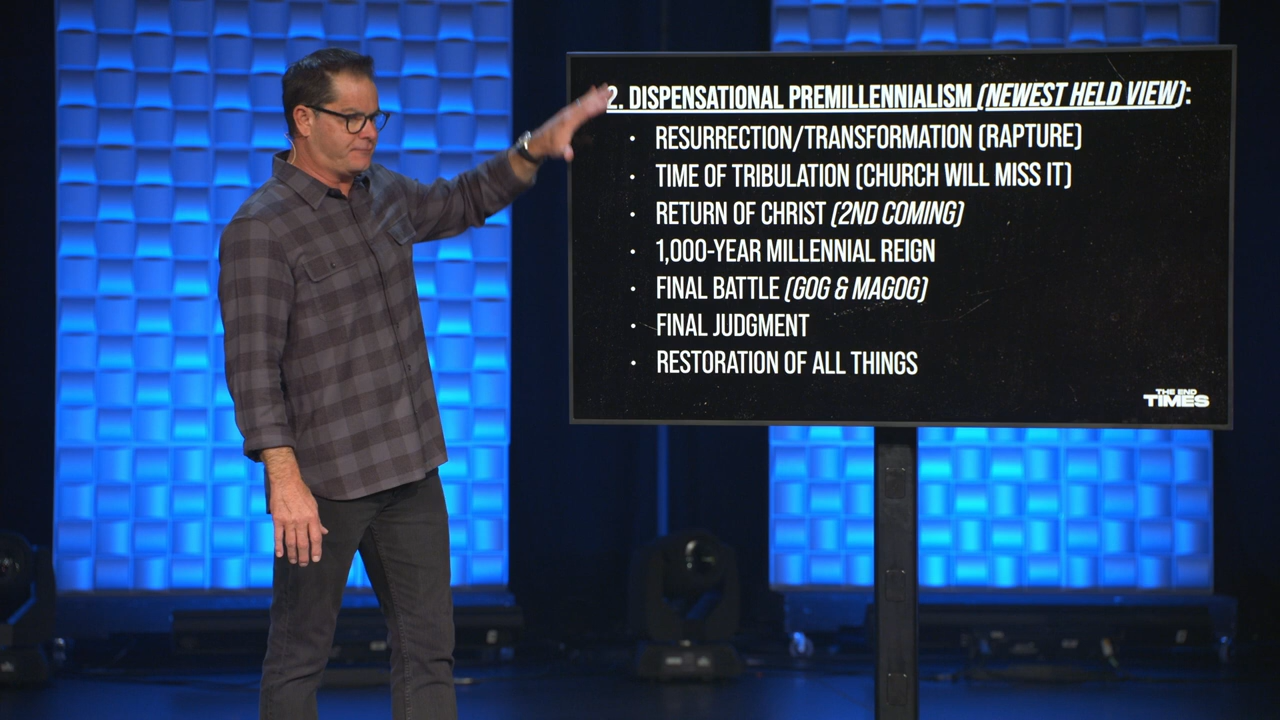 2. DISPENSATIONAL PREMILLENNIALISM (NEWEST HELD VIEW):
• RESURRECTION/TRANSFORMATION (RAPTURE)
• TIME OF TRIBULATION (CHURCH WILL MISS IT)
• RETURN OF CHRIST (2ND COMING)
• 1,000-YEAR MILLENNIAL REIGN
• FINAL BATTLE (GOG & MAGOG)
• FINAL JUDGMENT
• RESTORATION OF ALL THINGS
THE END
TIMES